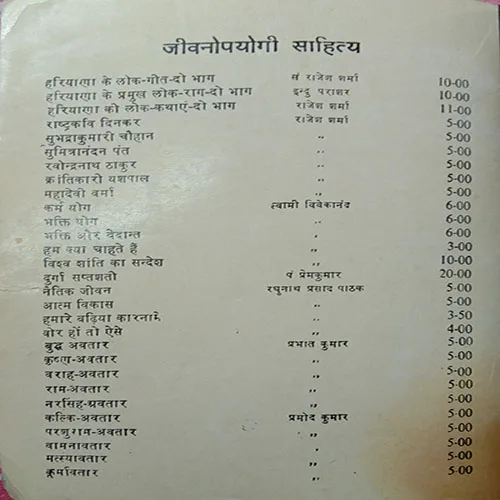 जीवनोपयोगी साहित्य
हरियाणा के लोक-गीत-दो भाग सं राजेश शर्मा 10-00
हरियाणा के प्रमुख लोक-राग-दो भाग इन्दु पराशर 10-00
हरियाणा की लोक-कथाएं-दो भाग राजेश शर्मा 11-00
राष्ट्रकवि दिनकर राजेश शर्मा 5-00
सुभद्राकुमारी चौहान ,, 5-00
सुमित्रानंदन पंत ,, 5-00
रवीन्द्रनाथ ठाकुर ,, 5-00
क्रांतिकारी यशपाल ,, 5-00
महादेवी वर्मा ,, 5-00
कर्म योग स्वामी विवेकानंद 6-00
भक्ति योग ,, 6-00
भक्ति और वेदान्त ,, 6-00
हम क्या चाहते हैं ,, 3-00
विश्व शांति का सन्देश ,, 10-00
दुर्गा सप्तशती पं प्रेमकुमार 20-00
नैतिक जीवन रघुनाथ प्रसाद पाठक 5-00
आत्म विकास ,, 5-00
हमारे बढ़िया कारनामे ,, 3-50
वीर हों तो ऐसे ,, 4-00
बुद्ध अवतार प्रभात कुमार 5-00
कृष्ण-अवतार ,, 5-00
वराह-अवतार ,, 5-00
राम-अवतार ,, 5-00
नरसिंह-अवतार ,, 5-00
कल्कि-अवतार प्रमोद कुमार 5-00
परशुराम-अवतार ,, 5-00
वामनावतार ,, 5-00
मत्स्यावतार ,, 5-00
कूर्मावतार ,, 5-00